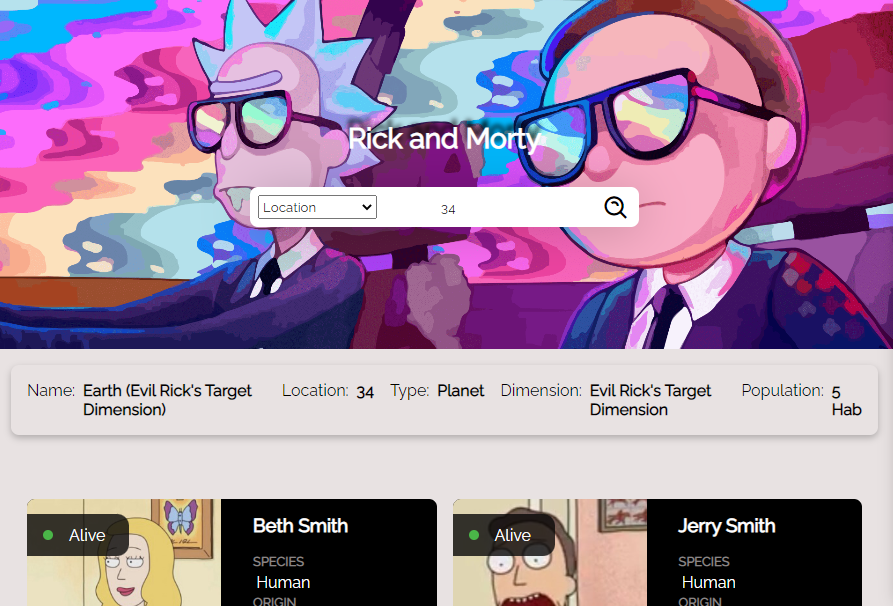 Rick and Morty
Location 34
Name: Earth (Evil Rick's Target Location: 34 Type: Planet Dimension: Evil Rick's Target Population: 5
Dimension) Dimension Hab
Alive Beth Smith Alive Jerry Smith
SPECIES SPECIES
Human Human
ORIGIN ORIGIN